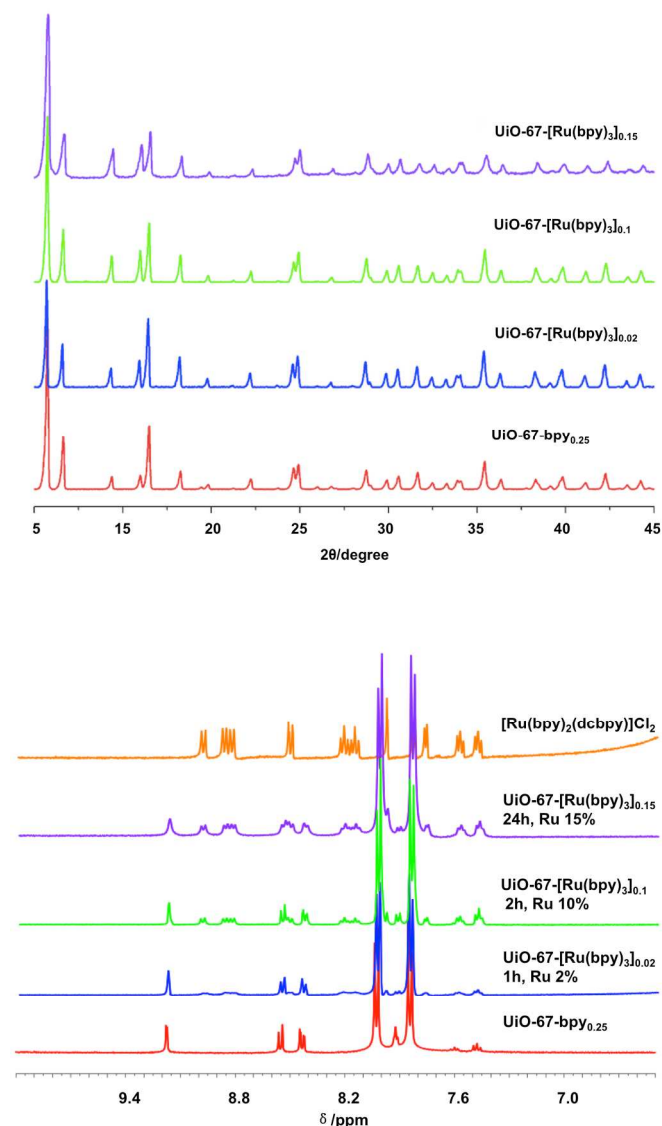 UiO-67-[Ru(bpy)₃]₀.₁₅
UiO-67-[Ru(bpy)₃]₀.₁
UiO-67-[Ru(bpy)₃]₀.₀₂
UiO-67-bpy₀.₂₅
5 15 20 25 30 35 40 45
2θ/degree
[Ru(bpy)₂(dcbpy)]Cl₂
UiO-67-[Ru(bpy)₃]₀.₁₅
24h, Ru 15%
UiO-67-[Ru(bpy)₃]₀.₁
2h, Ru 10%
UiO-67-[Ru(bpy)₃]₀.₀₂
1h, Ru 2%
UiO-67-bpy₀.₂₅
9.4 8.8 8.2 7.6 7.0
δ /ppm